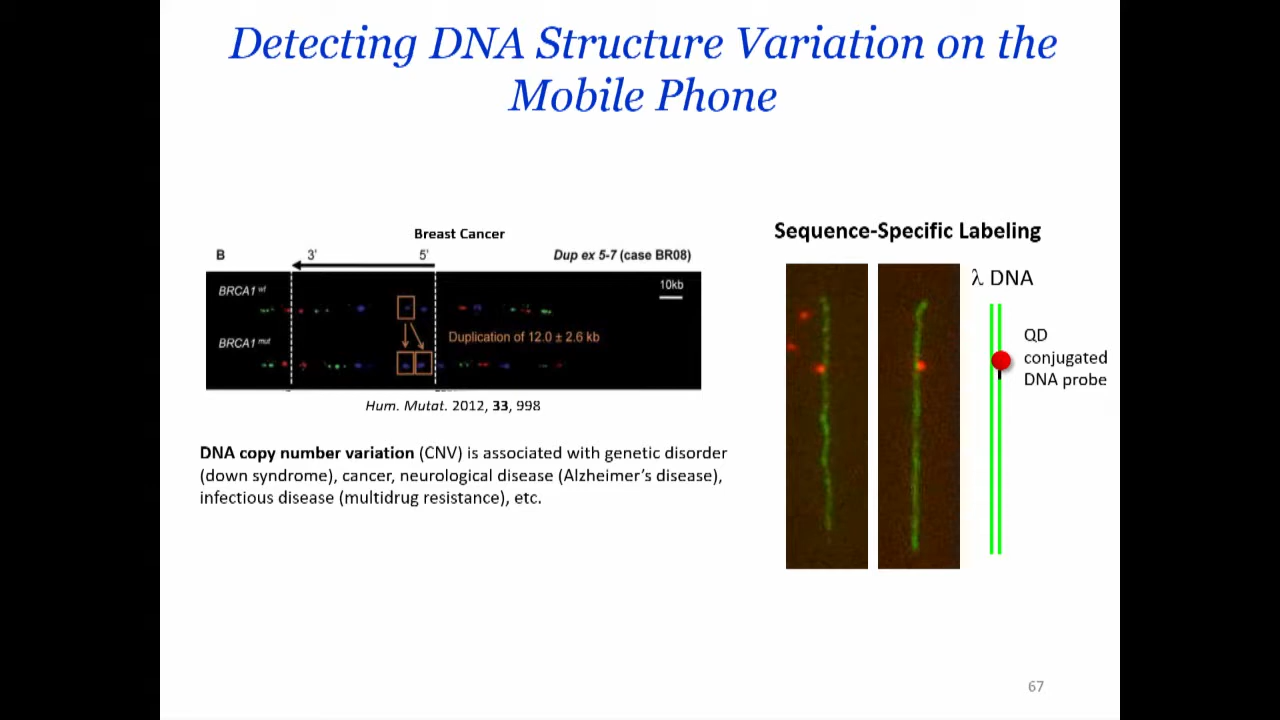 Detecting DNA Structure Variation on the
Mobile Phone
Breast Cancer
B 3' 5' Dup ex 5-7 (case BR08)
10kb
BRCA1 wt
Duplication of 12.0 ± 2.6 kb
BRCA1 mut
Hum. Mutat. 2012, 33, 998
DNA copy number variation (CNV) is associated with genetic disorder
(down syndrome), cancer, neurological disease (Alzheimer's disease),
infectious disease (multidrug resistance), etc.
Sequence-Specific Labeling
λ DNA
QD
conjugated
DNA probe
67